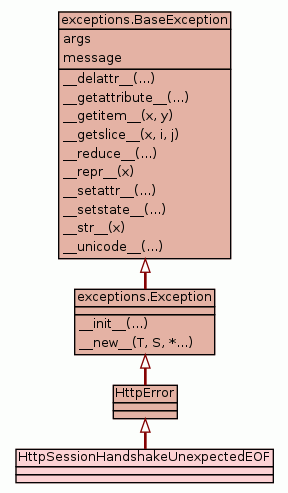 exceptions.BaseException
args
message
__delattr__(...)
__getattribute__(...)
__getitem__(x, y)
__getslice__(x, i, j)
__reduce__(...)
__repr__(x)
__setattr__(...)
__setstate__(...)
__str__(x)
__unicode__(...)
exceptions.Exception
__init__(...)
__new__(T, S, *...)
HttpError
HttpSessionHandshakeUnexpectedEOF